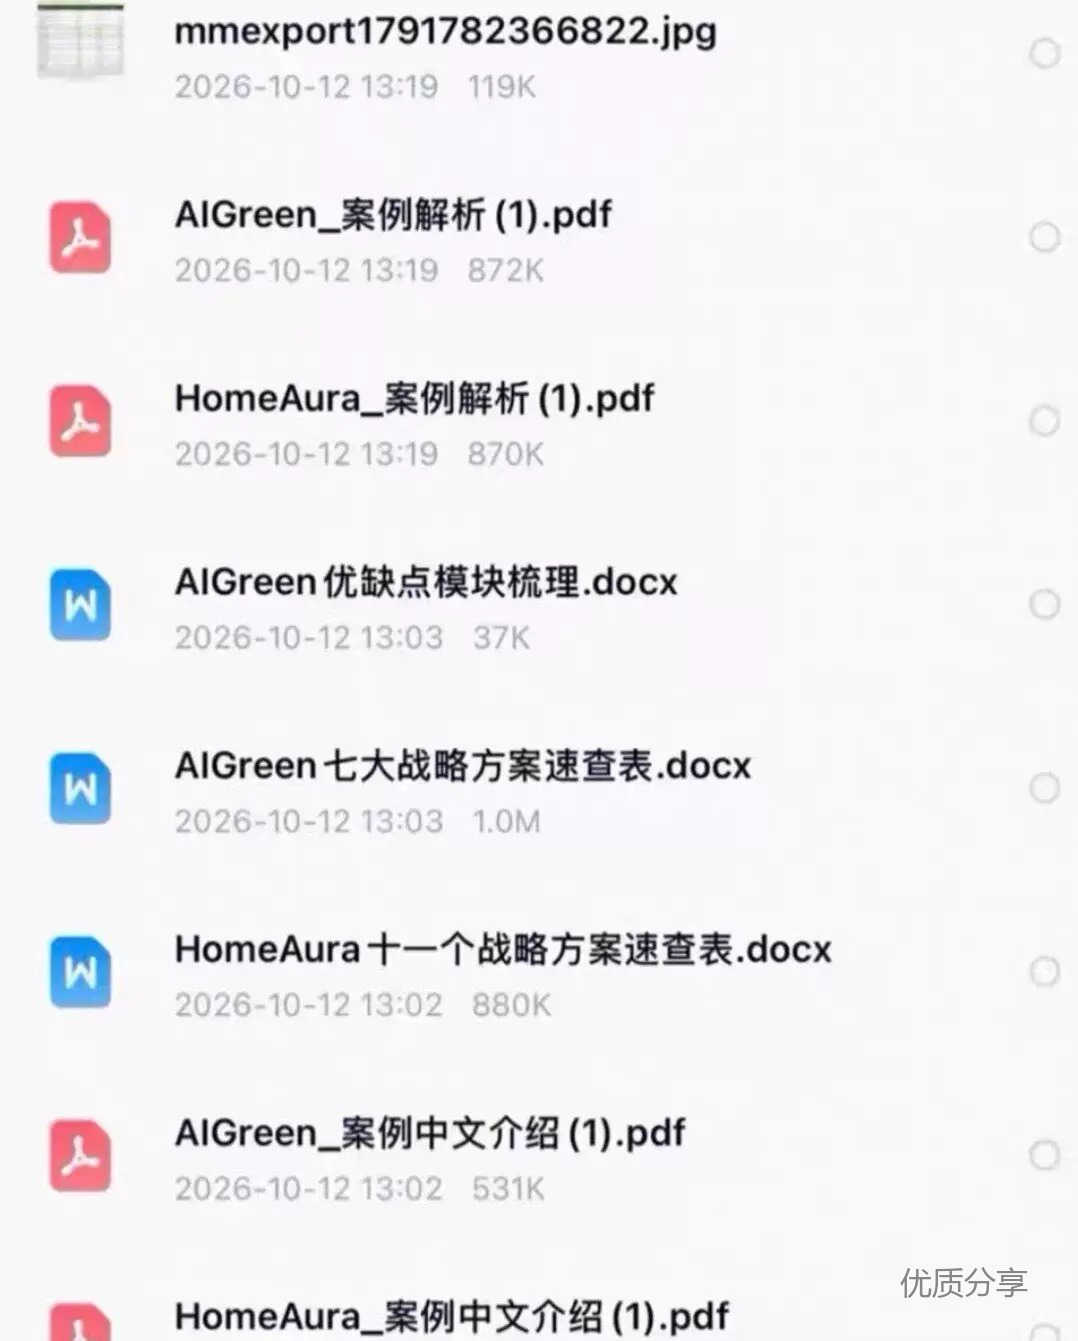 mmexport1791782366822.jpg
2026-10-12 13:19 119K
AIGreen_案例解析 (1).pdf
2026-10-12 13:19 872K
HomeAura_案例解析 (1).pdf
2026-10-12 13:19 870K
AIGreen优缺点模块梳理.docx
2026-10-12 13:03 37K
AIGreen七大战略方案速查表.docx
2026-10-12 13:03 1.0M
HomeAura十一个战略方案速查表.docx
2026-10-12 13:02 880K
AIGreen_案例中文介绍 (1).pdf
2026-10-12 13:02 531K
优质分享
HomeAura_案例中文介绍 (1).pdf